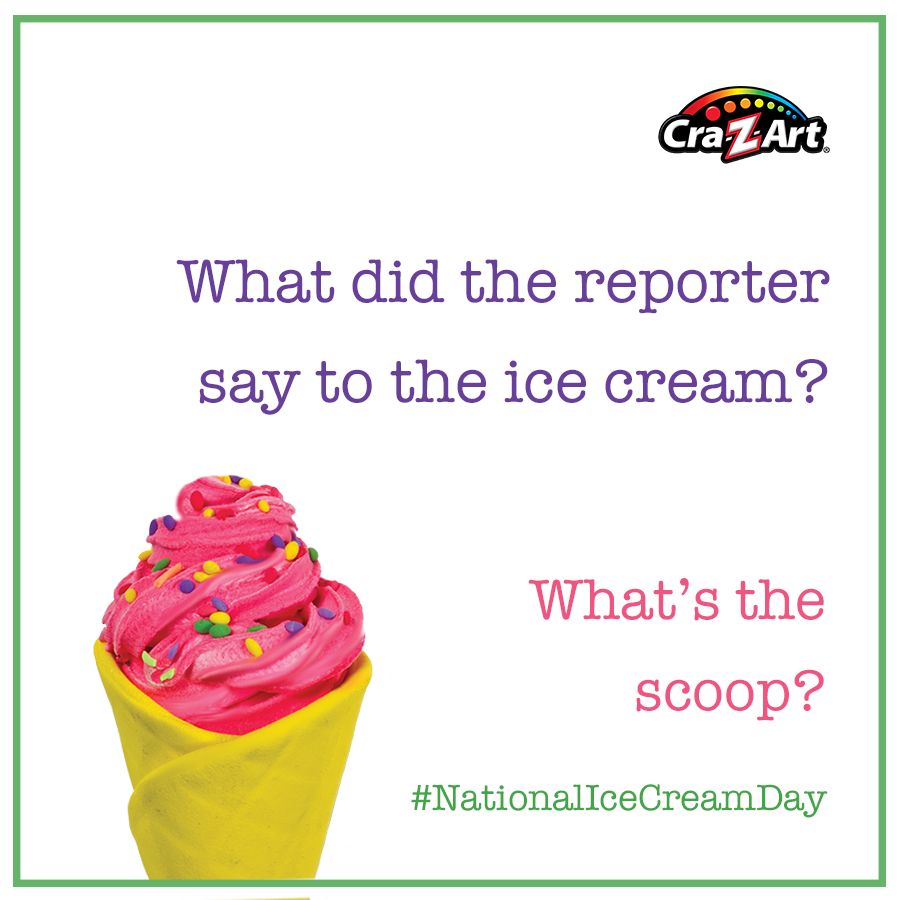 Cra-Z-Art®
What did the reporter
say to the ice cream?
What's the
scoop?
#NationalIceCreamDay